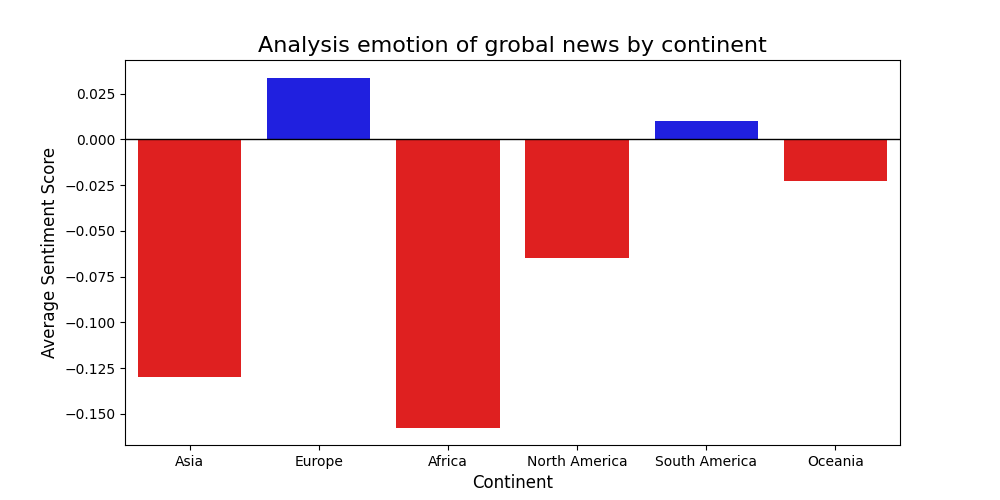 Analysis emotion of grobal news by continent
Average Sentiment Score
0.025
0.000
−0.025
−0.050
−0.075
−0.100
−0.125
−0.150
Asia Europe Africa North America South America Oceania
Continent